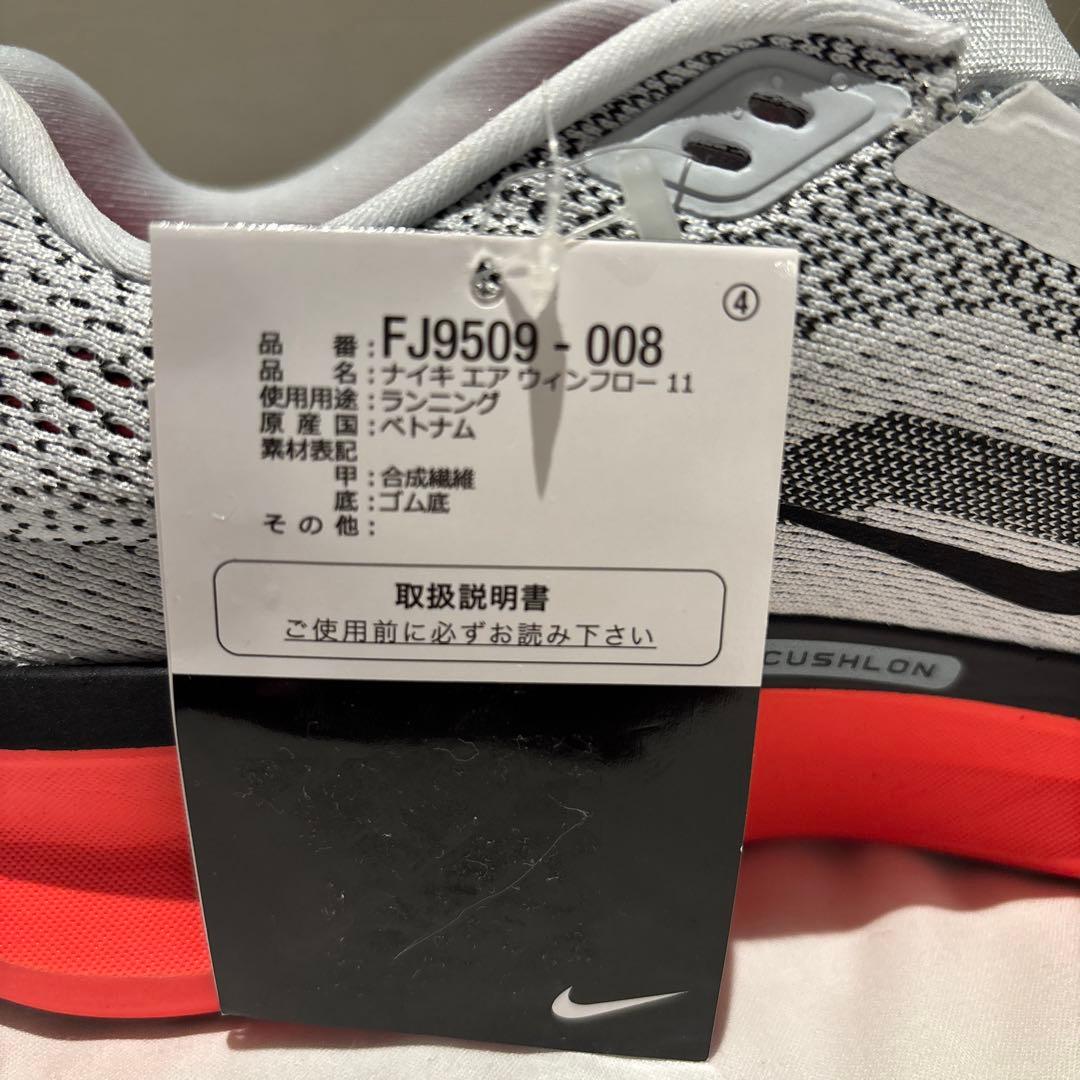 ④
品番:FJ9509-008
品名:ナイキ エア ウィンフロー 11
使用用途:ランニング
原産国:ベトナム
素材表記
甲:合成繊維
底:ゴム底
その他:
取扱説明書
ご使用前に必ずお読み下さい
CUSHLON